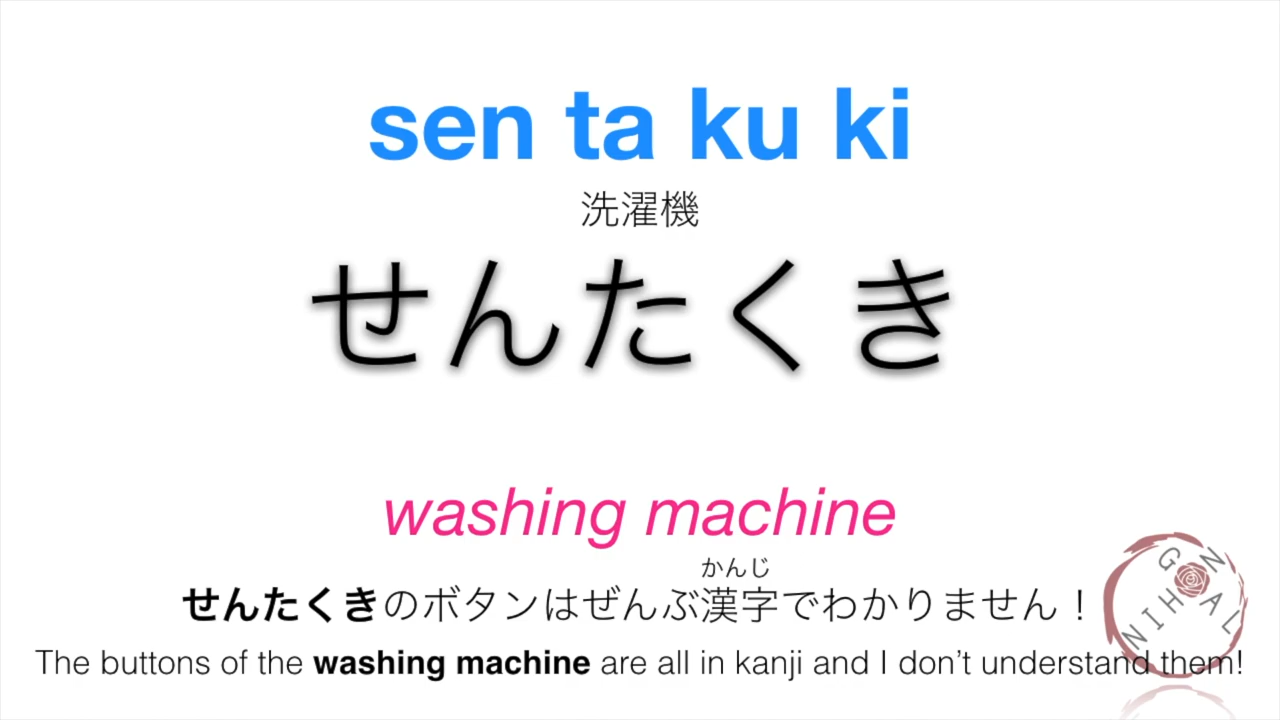 sen ta ku ki
洗濯機
せんたくき
washing machine
かんじ
せんたくきのボタンはぜんぶ漢字でわかりません！
The buttons of the washing machine are all in kanji and I don’t understand them!
NIHONGOAL